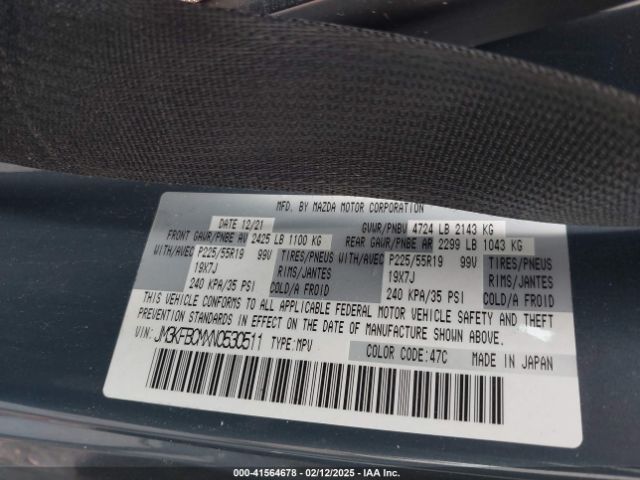 MFD. BY MAZDA MOTOR CORPORATION
DATE 12/21 GVWR/PNBV 4724 LB 2143 KG
FRONT GAWR/PNBE AV 2425 LB 1100 KG REAR GAWR/PNBE AR 2299 LB 1043 KG
WITH/AVEC P225/55R19 99V TIRES/PNEUS WITH/AVEC P225/55R19 99V TIRES/PNEUS
19X7J RIMS/JANTES 19X7J RIMS/JANTES
240 KPA/35 PSI COLD/A FROID 240 KPA/35 PSI COLD/A FROID
THIS VEHICLE CONFORMS TO ALL APPLICABLE FEDERAL MOTOR VEHICLE SAFETY AND THEFT
PREVENTION STANDARDS IN EFFECT ON THE DATE OF MANUFACTURE SHOWN ABOVE.
VIN: JM3KFBCMXN0530511 TYPE: MPV
COLOR CODE:47C MADE IN JAPAN
000-41564678 - 02/12/2025 - IAA Inc.